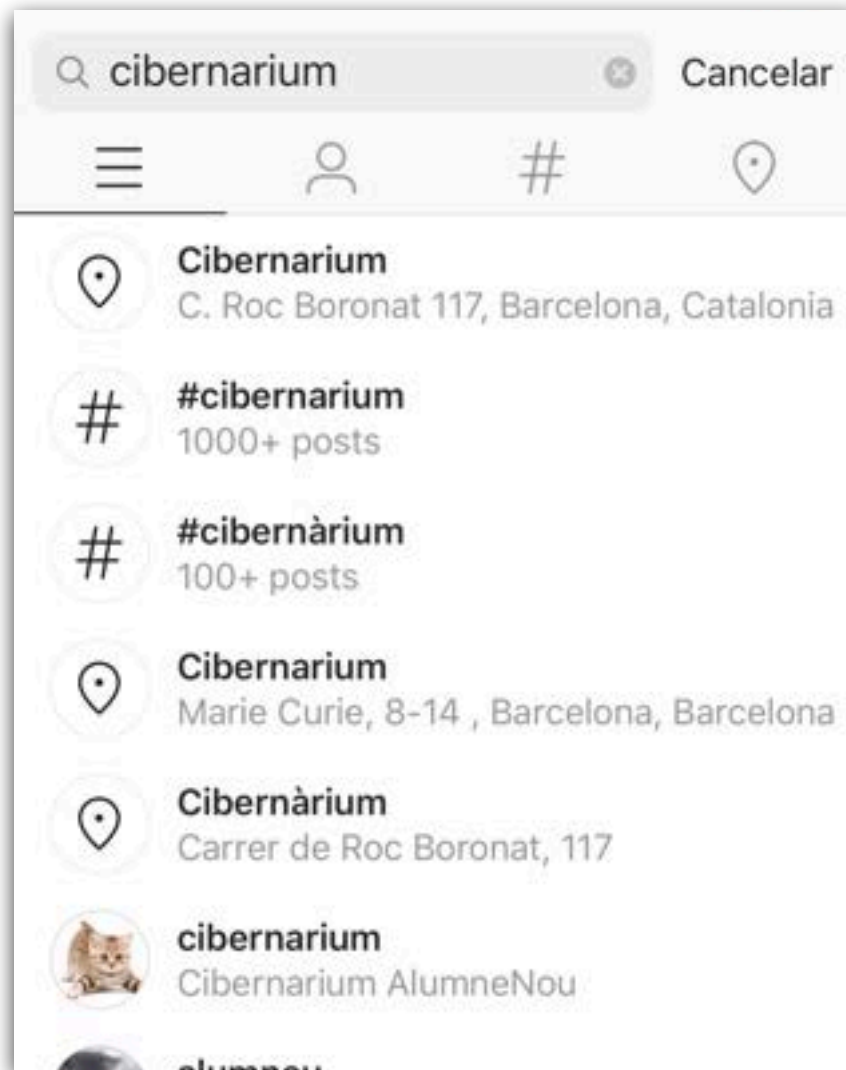 cibernarium
Cancelar
#
Cibernarium
C. Roc Boronat 117, Barcelona, Catalonia
#
#cibernarium
1000+ posts
#
#cibernàrium
100+ posts
Cibernarium
Marie Curie, 8-14 , Barcelona, Barcelona
Cibernàrium
Carrer de Roc Boronat, 117
cibernarium
Cibernarium AlumneNou